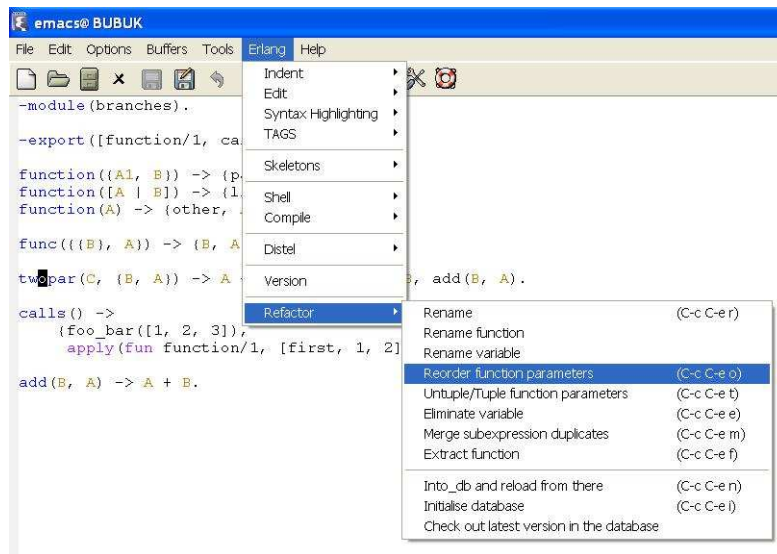 emacs@BUBUK
File Edit Options Buffers Tools Erlang Help
-module(branches).
-export([function/1, ca
function({A1, B}) -> {p
function([A | B]) -> {l
function(A) -> {other,
func({{B}, A}) -> {B, A
twopar(C, {B, A}) -> A
B, add(B, A).
calls() ->
{foo_bar([1, 2, 3]),
apply(fun function/1, [first, 1, 2]
add(B, A) -> A + B.
Indent
Edit
Syntax Highlighting
TAGS
Skeletons
Shell
Compile
Distel
Version
Refactor
Rename (C-c C-e r)
Rename function
Rename variable
Reorder function parameters (C-c C-e o)
Untuple/Tuple function parameters (C-c C-e t)
Eliminate variable (C-c C-e e)
Merge subexpression duplicates (C-c C-e m)
Extract function (C-c C-e f)
Into_db and reload from there (C-c C-e n)
Initialise database (C-c C-e i)
Check out latest version in the database